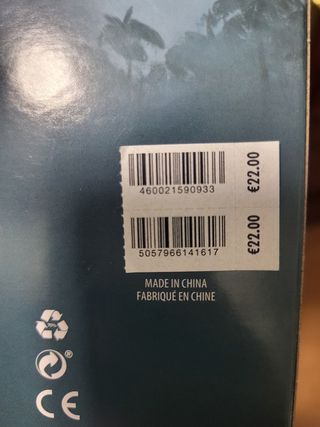 460021590933
€22.00
5057966141617
€22.00
MADE IN CHINA
FABRIQUÉ EN CHINE
®
CE